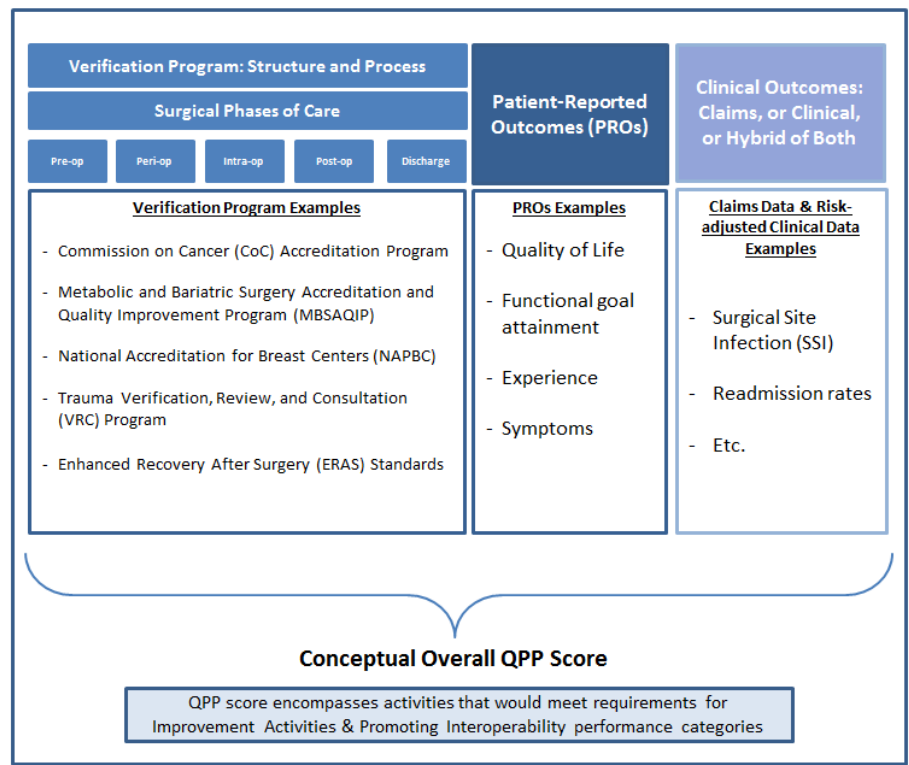 Verification Program: Structure and Process
Surgical Phases of Care
Pre-op
Peri-op
Intra-op
Post-op
Discharge
Verification Program Examples
- Commission on Cancer (CoC) Accreditation Program
- Metabolic and Bariatric Surgery Accreditation and
Quality Improvement Program (MBSAQIP)
- National Accreditation for Breast Centers (NAPBC)
- Trauma Verification, Review, and Consultation
(VRC) Program
- Enhanced Recovery After Surgery (ERAS) Standards
Patient-Reported
Outcomes (PROs)
PROs Examples
- Quality of Life
- Functional goal
attainment
- Experience
- Symptoms
Clinical Outcomes:
Claims, or Clinical,
or Hybrid of Both
Claims Data & Risk-
adjusted Clinical Data
Examples
- Surgical Site
Infection (SSI)
- Readmission rates
- Etc.
Conceptual Overall QPP Score
QPP score encompasses activities that would meet requirements for
Improvement Activities & Promoting Interoperability performance categories